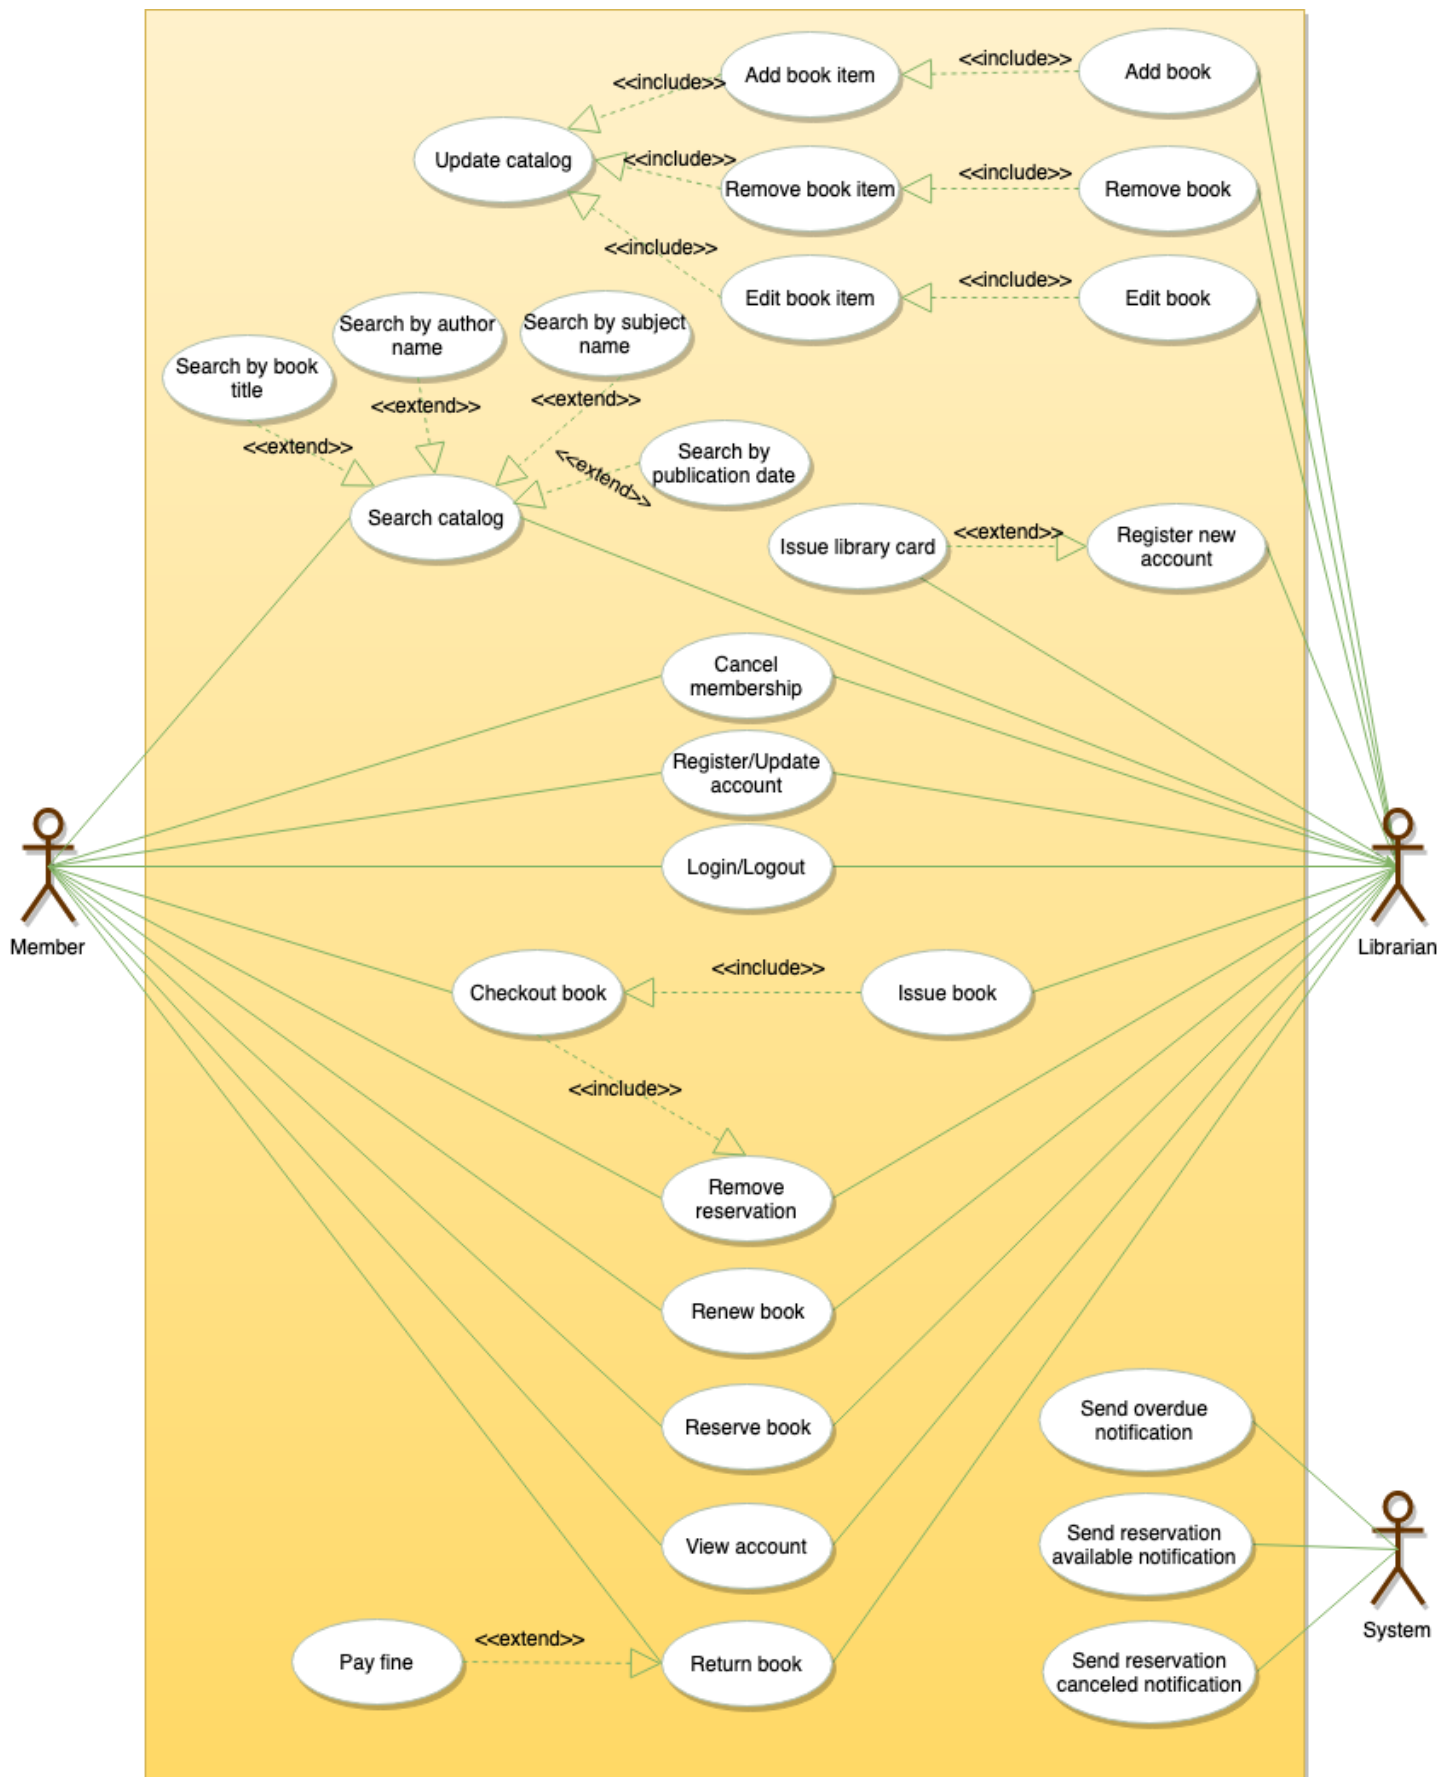 Add book item
<<include>>
Add book
<<include>>
Update catalog
<<include>>
Remove book item
<<include>>
Remove book
<<include>>
Edit book item
<<include>>
Edit book
Search by book
title
Search by author
name
Search by subject
name
<<extend>>
<<extend>>
<<extend>>
<<extend>>
Search by
publication date
Search catalog
Issue library card
<<extend>>
Register new
account
Cancel
membership
Register/Update
account
Login/Logout
Member
Librarian
Checkout book
<<include>>
Issue book
<<include>>
Remove
reservation
Renew book
Reserve book
Send overdue
notification
View account
Send reservation
available notification
System
Pay fine
<<extend>>
Return book
Send reservation
canceled notification